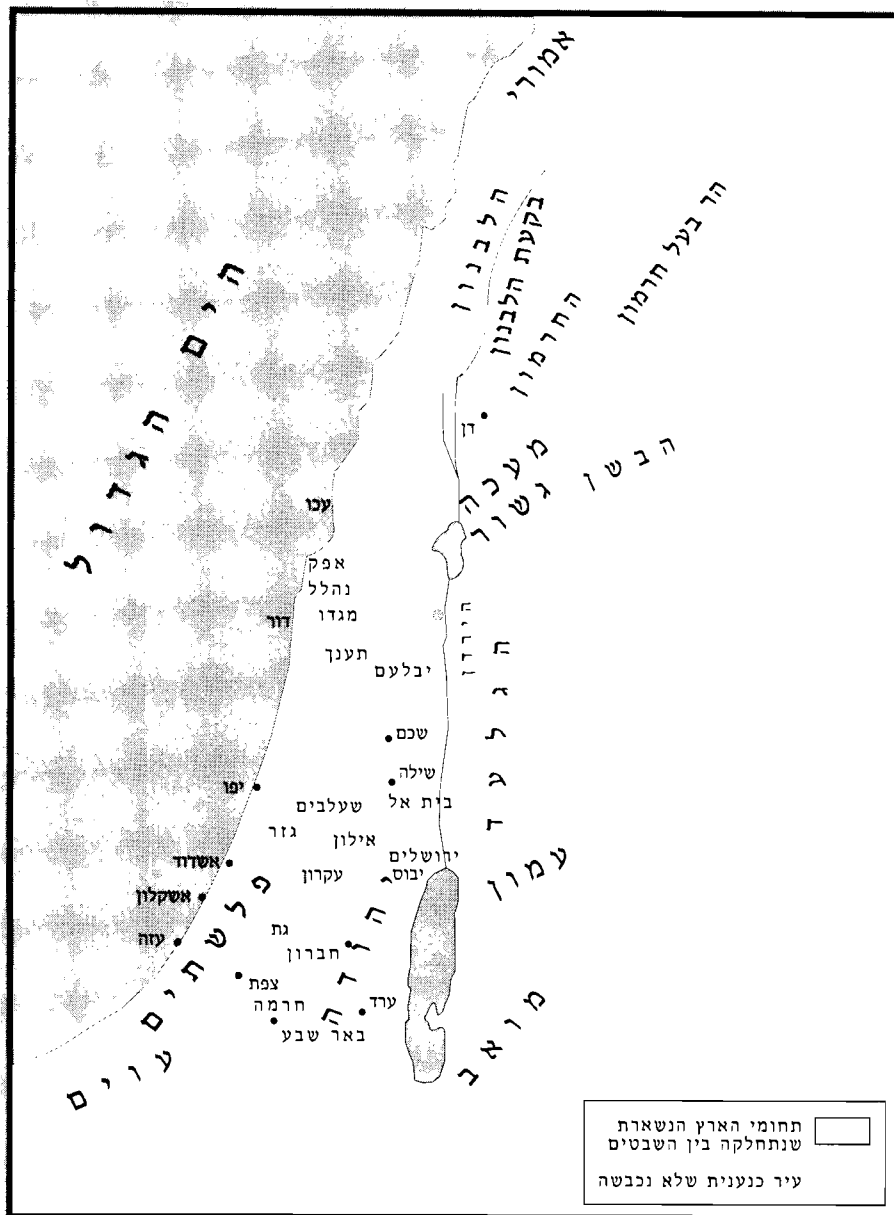 אמורי
הלבנון
בקעת הלבנון
הר בעל חרמון
החרמון
הים הגדול
דן
מעכה
הבשן
גשור
עכו
אפק
נהלל
מגדו
דור
הירדן
תענך
יבלעם
הגלעד
שכם
שילה
יפו
בית אל
שעלבים
גזר
אילון
ירושלים
יבוס
עמון
אשדוד
עקרון
פלשתים
אשקלון
יהודה
גת
עזה
חברון
צפת
חרמה
ערד
באר שבע
מואב
עוים
תחומי הארץ הנשארת
שנתחלקה בין השבטים
עיר כנענית שלא נכבשה